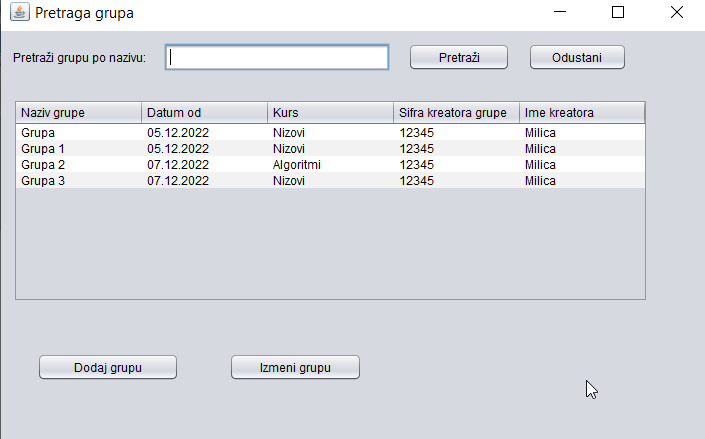 Pretraga grupa
Pretraži grupu po nazivu: Pretraži Odustani
Naziv grupe Datum od Kurs Sifra kreatora grupe Ime kreatora
Grupa 05.12.2022 Nizovi 12345 Milica
Grupa 1 05.12.2022 Nizovi 12345 Milica
Grupa 2 07.12.2022 Algoritmi 12345 Milica
Grupa 3 07.12.2022 Nizovi 12345 Milica
Dodaj grupu Izmeni grupu